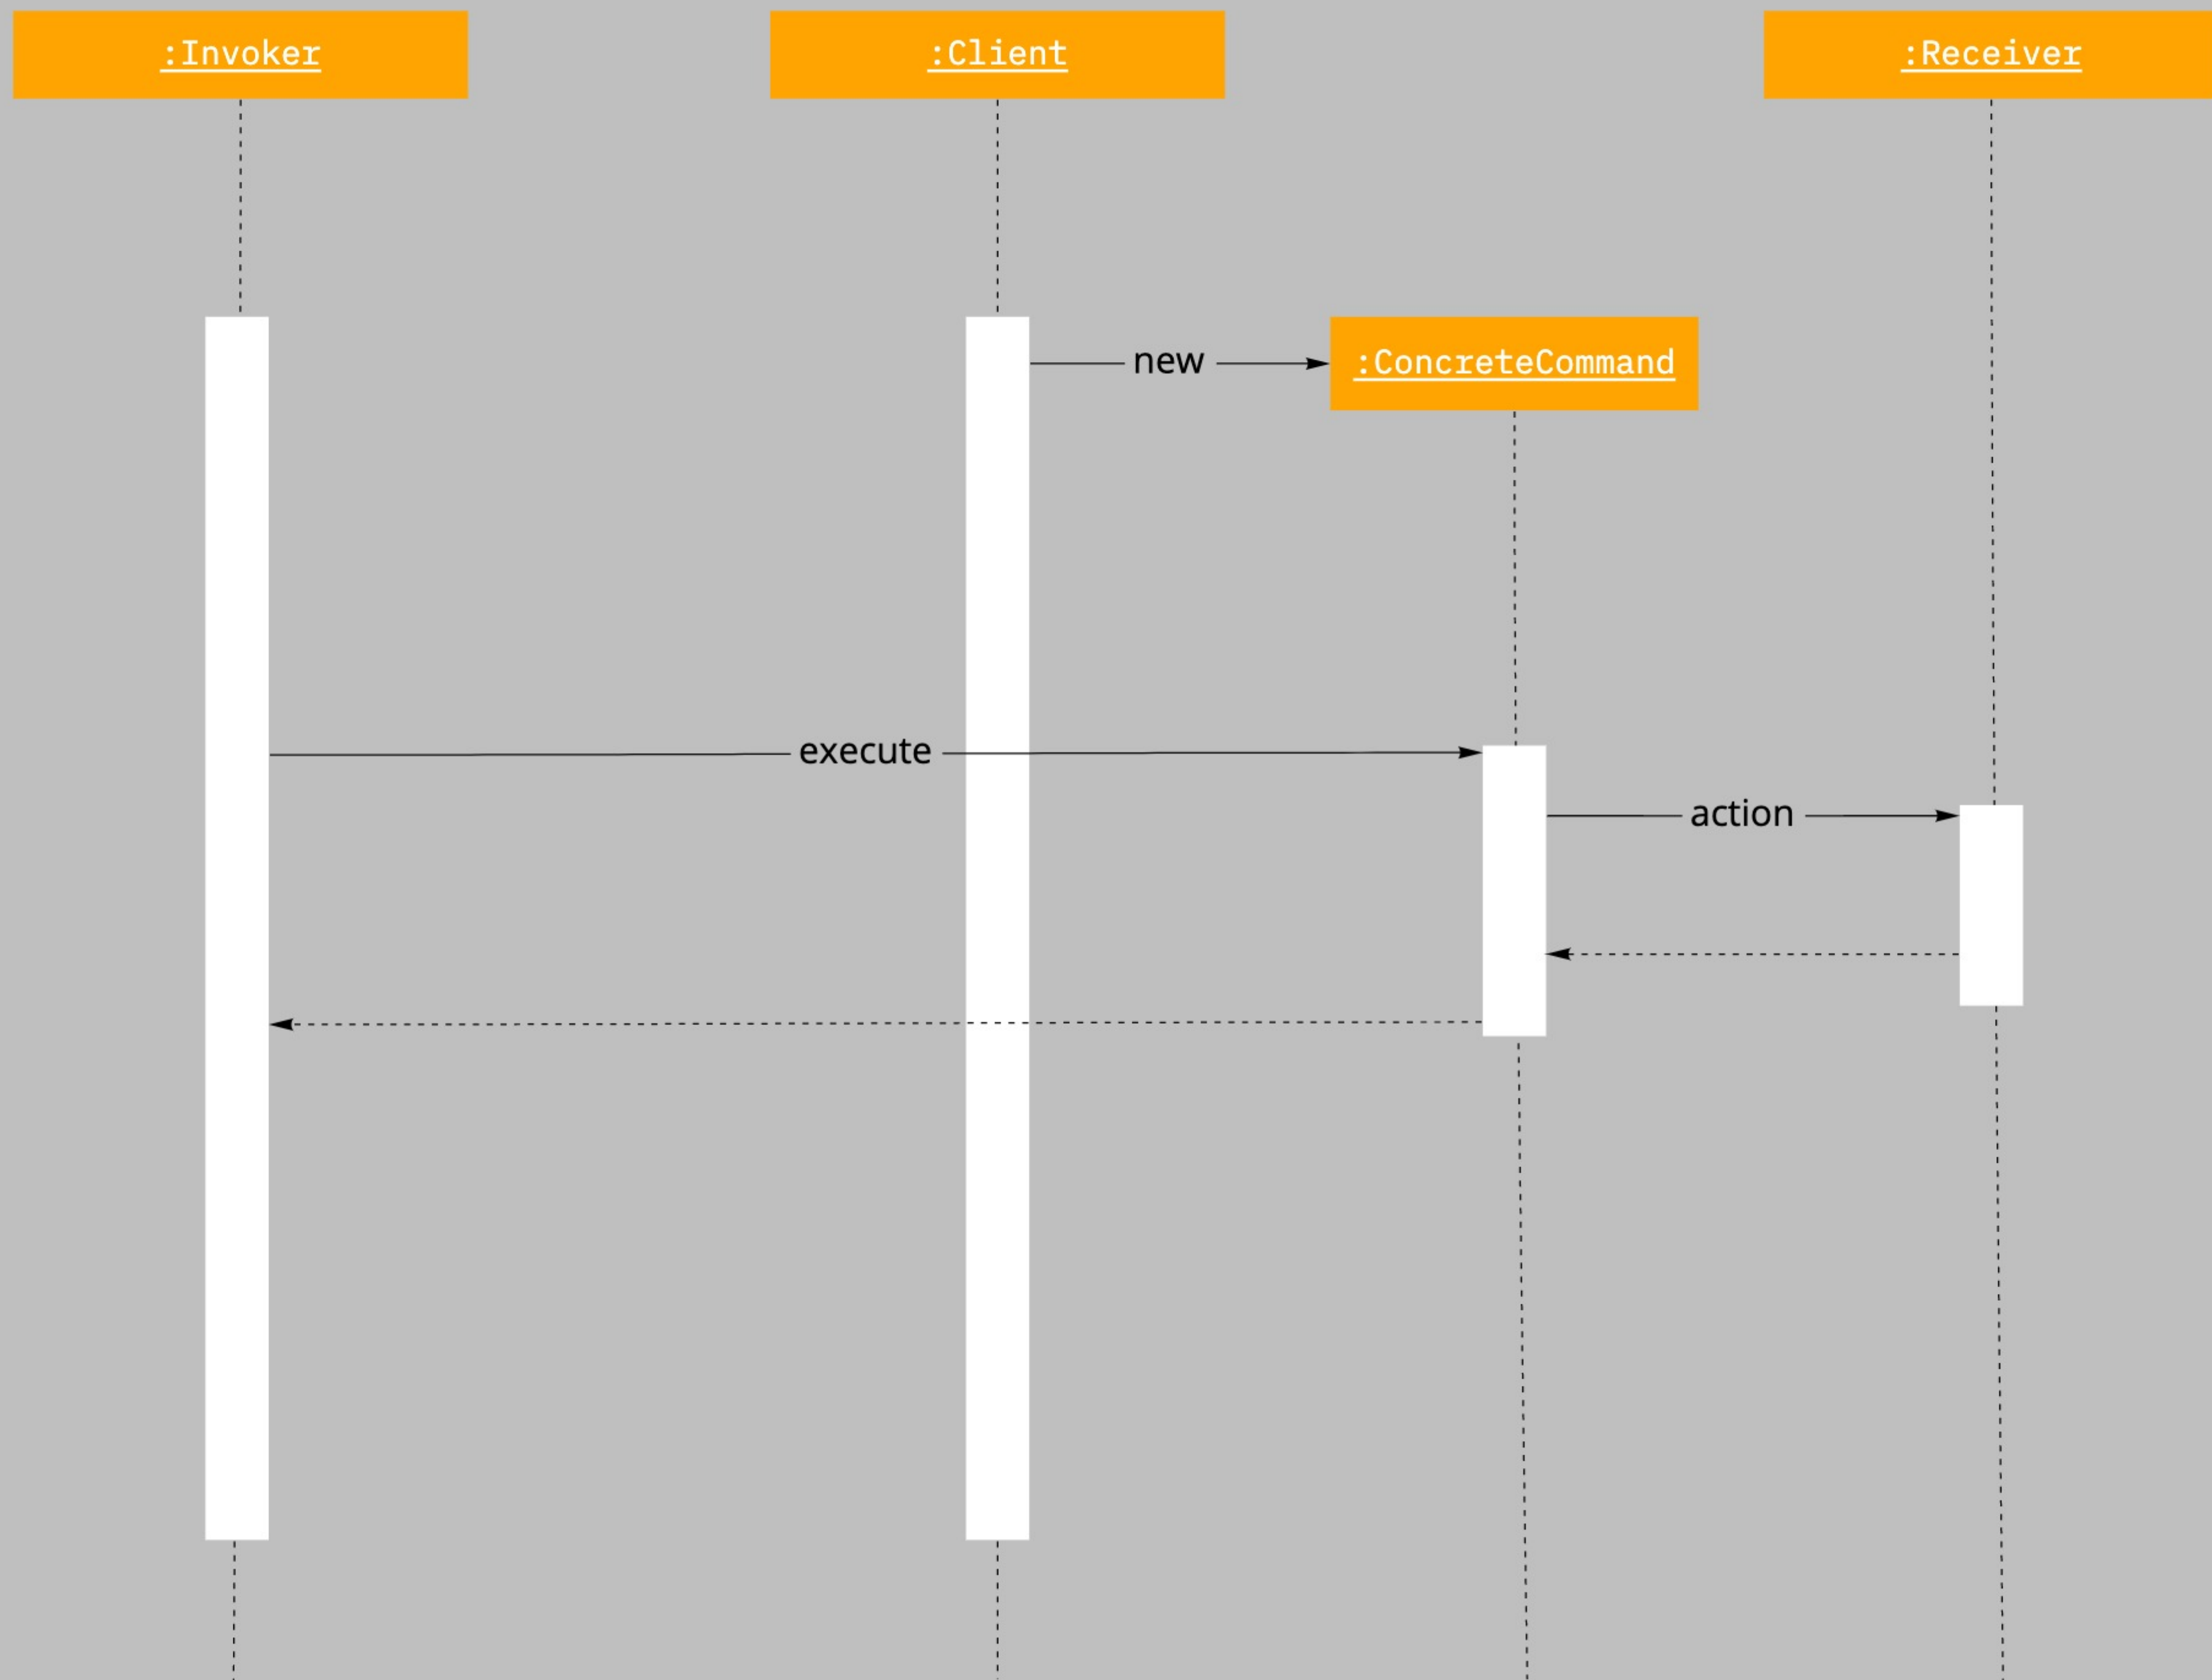 :Invoker
:Client
:Receiver
new
:ConcreteCommand
execute
action